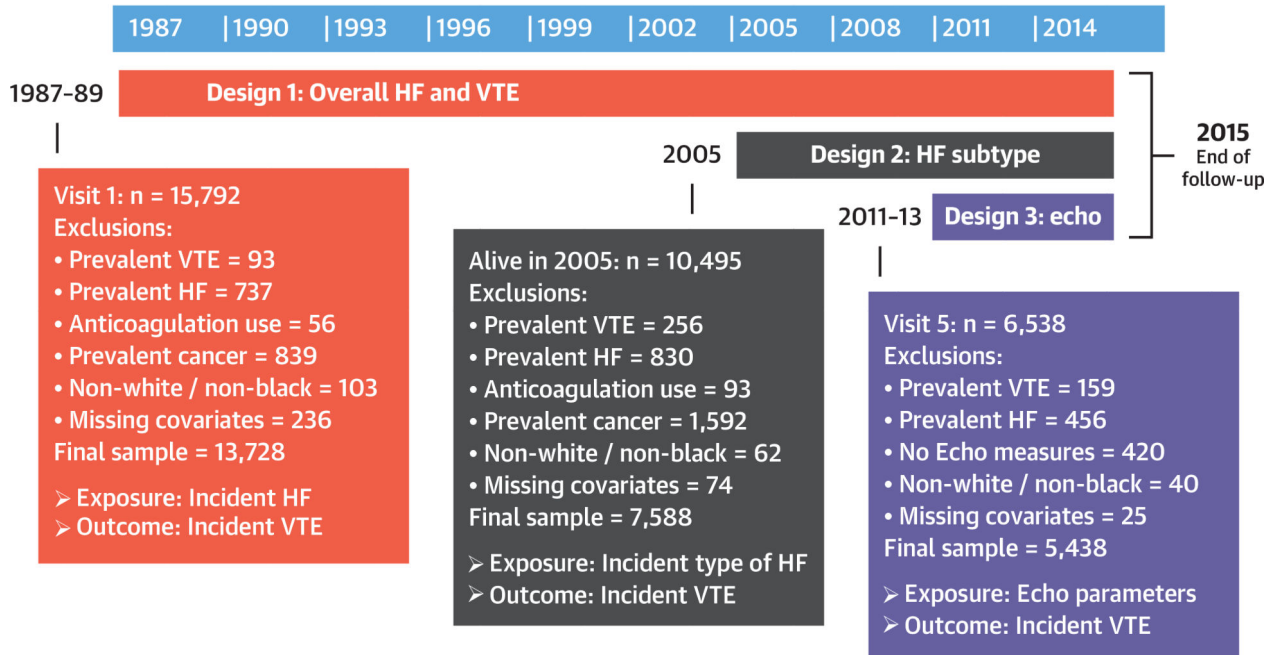 1987 |1990 |1993 |1996 |1999 |2002 |2005 |2008 |2011 |2014
1987-89
Design 1: Overall HF and VTE
2005
Design 2: HF subtype
2011-13
Design 3: echo
2015
End of
follow-up
Visit 1: n = 15,792
Exclusions:
• Prevalent VTE = 93
• Prevalent HF = 737
• Anticoagulation use = 56
• Prevalent cancer = 839
• Non-white / non-black = 103
• Missing covariates = 236
Final sample = 13,728
➢ Exposure: Incident HF
➢ Outcome: Incident VTE
Alive in 2005: n = 10,495
Exclusions:
• Prevalent VTE = 256
• Prevalent HF = 830
• Anticoagulation use = 93
• Prevalent cancer = 1,592
• Non-white / non-black = 62
• Missing covariates = 74
Final sample = 7,588
➢ Exposure: Incident type of HF
➢ Outcome: Incident VTE
Visit 5: n = 6,538
Exclusions:
• Prevalent VTE = 159
• Prevalent HF = 456
• No Echo measures = 420
• Non-white / non-black = 40
• Missing covariates = 25
Final sample = 5,438
➢ Exposure: Echo parameters
➢ Outcome: Incident VTE